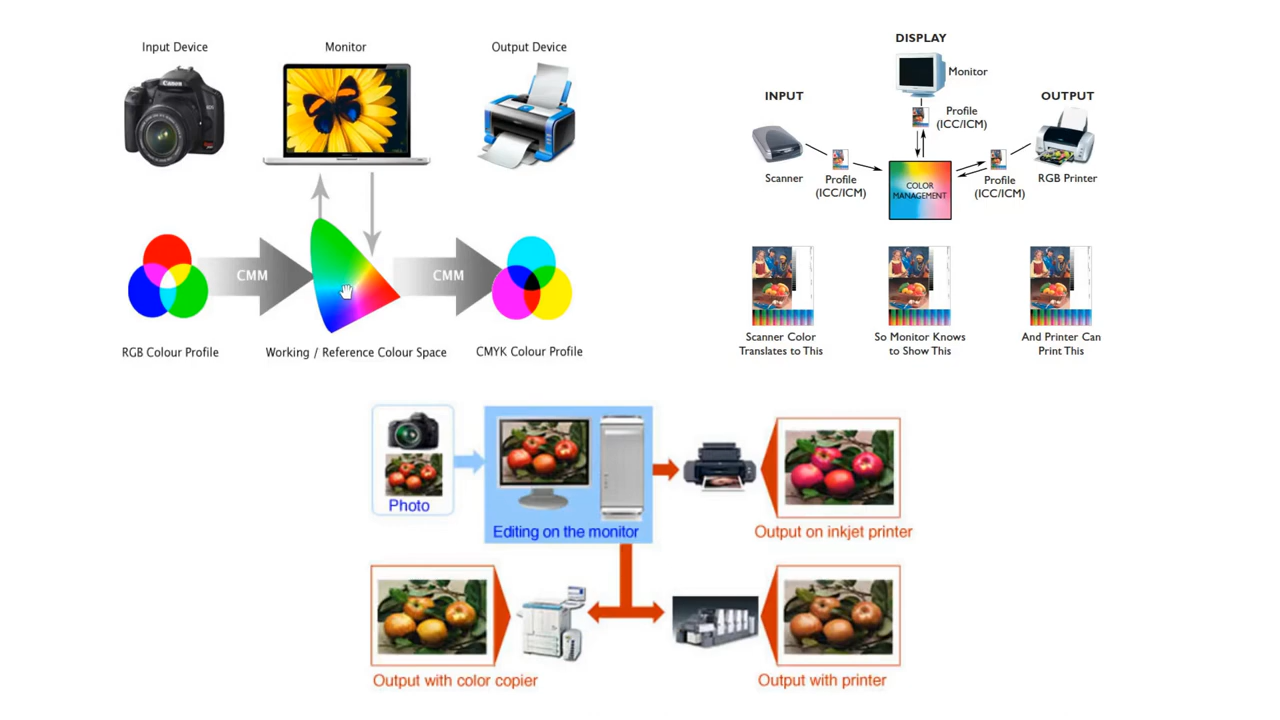 Input Device
Monitor
Output Device
Canon
CMM
CMM
RGB Colour Profile
Working / Reference Colour Space
CMYK Colour Profile
DISPLAY
Monitor
INPUT
Profile
(ICC/ICM)
OUTPUT
Scanner
Profile
(ICC/ICM)
COLOR
MANAGEMENT
Profile
(ICC/ICM)
RGB Printer
Scanner Color
Translates to This
So Monitor Knows
to Show This
And Printer Can
Print This
Photo
Editing on the monitor
Output on inkjet printer
Output with color copier
Output with printer